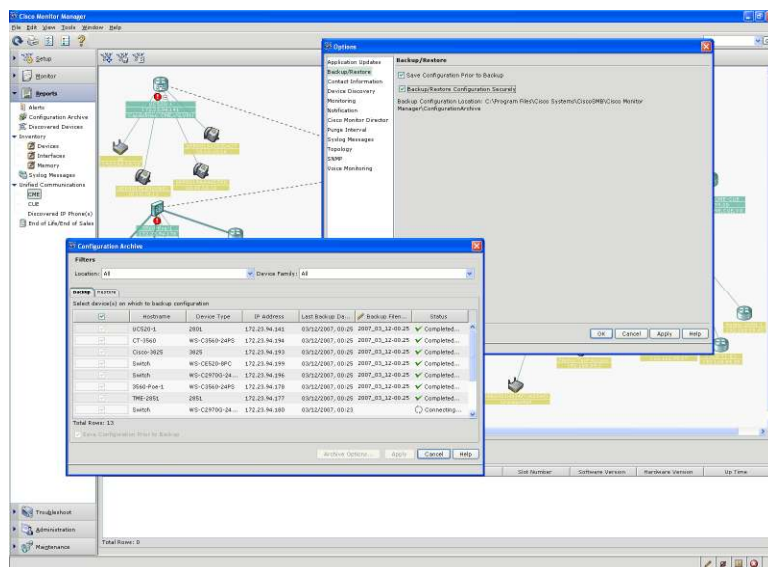 Cisco Monitor Manager
File Edit View Tools Window Help
Setup
Monitor
Reports
Alerts
Configuration Archive
Discovered Devices
Inventory
Devices
Interfaces
Memory
Syslog Messages
Unified Communications
CME
CUE
Discovered IP Phone(s)
End of Life/End of Sales
Troubleshoot
Administration
Maintenance
Options
Application Updates
Backup/Restore
Contact Information
Device Discovery
Monitoring
Notification
Cisco Monitor Director
Purge Interval
Syslog Messages
Topology
SNMP
Voice Monitoring
Backup/Restore
Save Configuration Prior to Backup
Backup/Restore Configuration Securely
Backup Configuration Location: C:\Program Files\Cisco Systems\CiscoSMB\Cisco Monitor
Manager\ConfigurationArchive
OK Cancel Apply Help
Configuration Archive
Filters
Location: All Device Family: All
Backup Restore
Select device(s) on which to backup configuration
Hostname Device Type IP Address Last Backup Da... Backup Filen... Status
UC520-1 2801 172.23.94.141 03/12/2007, 00:25 2007_03_12-00.25 Completed...
CT-3560 WS-C3560-24PS 172.23.94.194 03/12/2007, 00:25 2007_03_12-00.25 Completed...
Cisco-3825 3825 172.23.94.193 03/12/2007, 00:25 2007_03_12-00.25 Completed...
Switch WS-CE520-8PC 172.23.94.199 03/12/2007, 00:25 2007_03_12-00.25 Completed...
Switch WS-C2970G-24... 172.23.94.196 03/12/2007, 00:25 2007_03_12-00.25 Completed...
3560-Poe-1 WS-C3560-24PS 172.23.94.178 03/12/2007, 00:25 2007_03_12-00.25 Completed...
TME-2851 2851 172.23.94.177 03/12/2007, 00:25 2007_03_12-00.25 Completed...
Switch WS-C2970G-24... 172.23.94.180 03/12/2007, 00:23 Connecting...
Total Rows: 13
Save Configuration Prior to Backup
Archive Options... Apply Cancel Help
Slot Number Software Version Hardware Version Up Time
Total Rows: 0